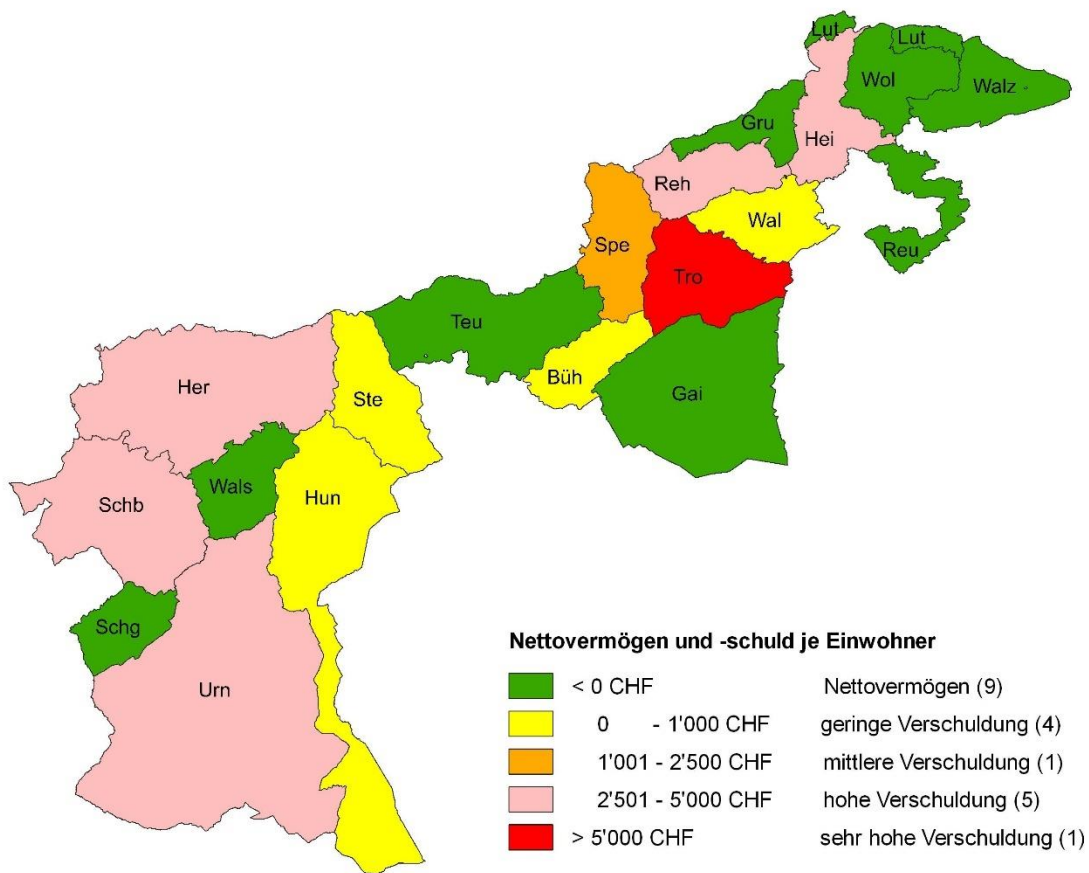 Lut
Lut
Wol
Walz
Gru
Hei
Reh
Wal
Spe
Reu
Tro
Teu
Büh
Gai
Her
Ste
Wals
Hun
Schb
Schg
Urn
Nettovermögen und -schuld je Einwohner
< 0 CHF Nettovermögen (9)
0 - 1'000 CHF geringe Verschuldung (4)
1'001 - 2'500 CHF mittlere Verschuldung (1)
2'501 - 5'000 CHF hohe Verschuldung (5)
> 5'000 CHF sehr hohe Verschuldung (1)